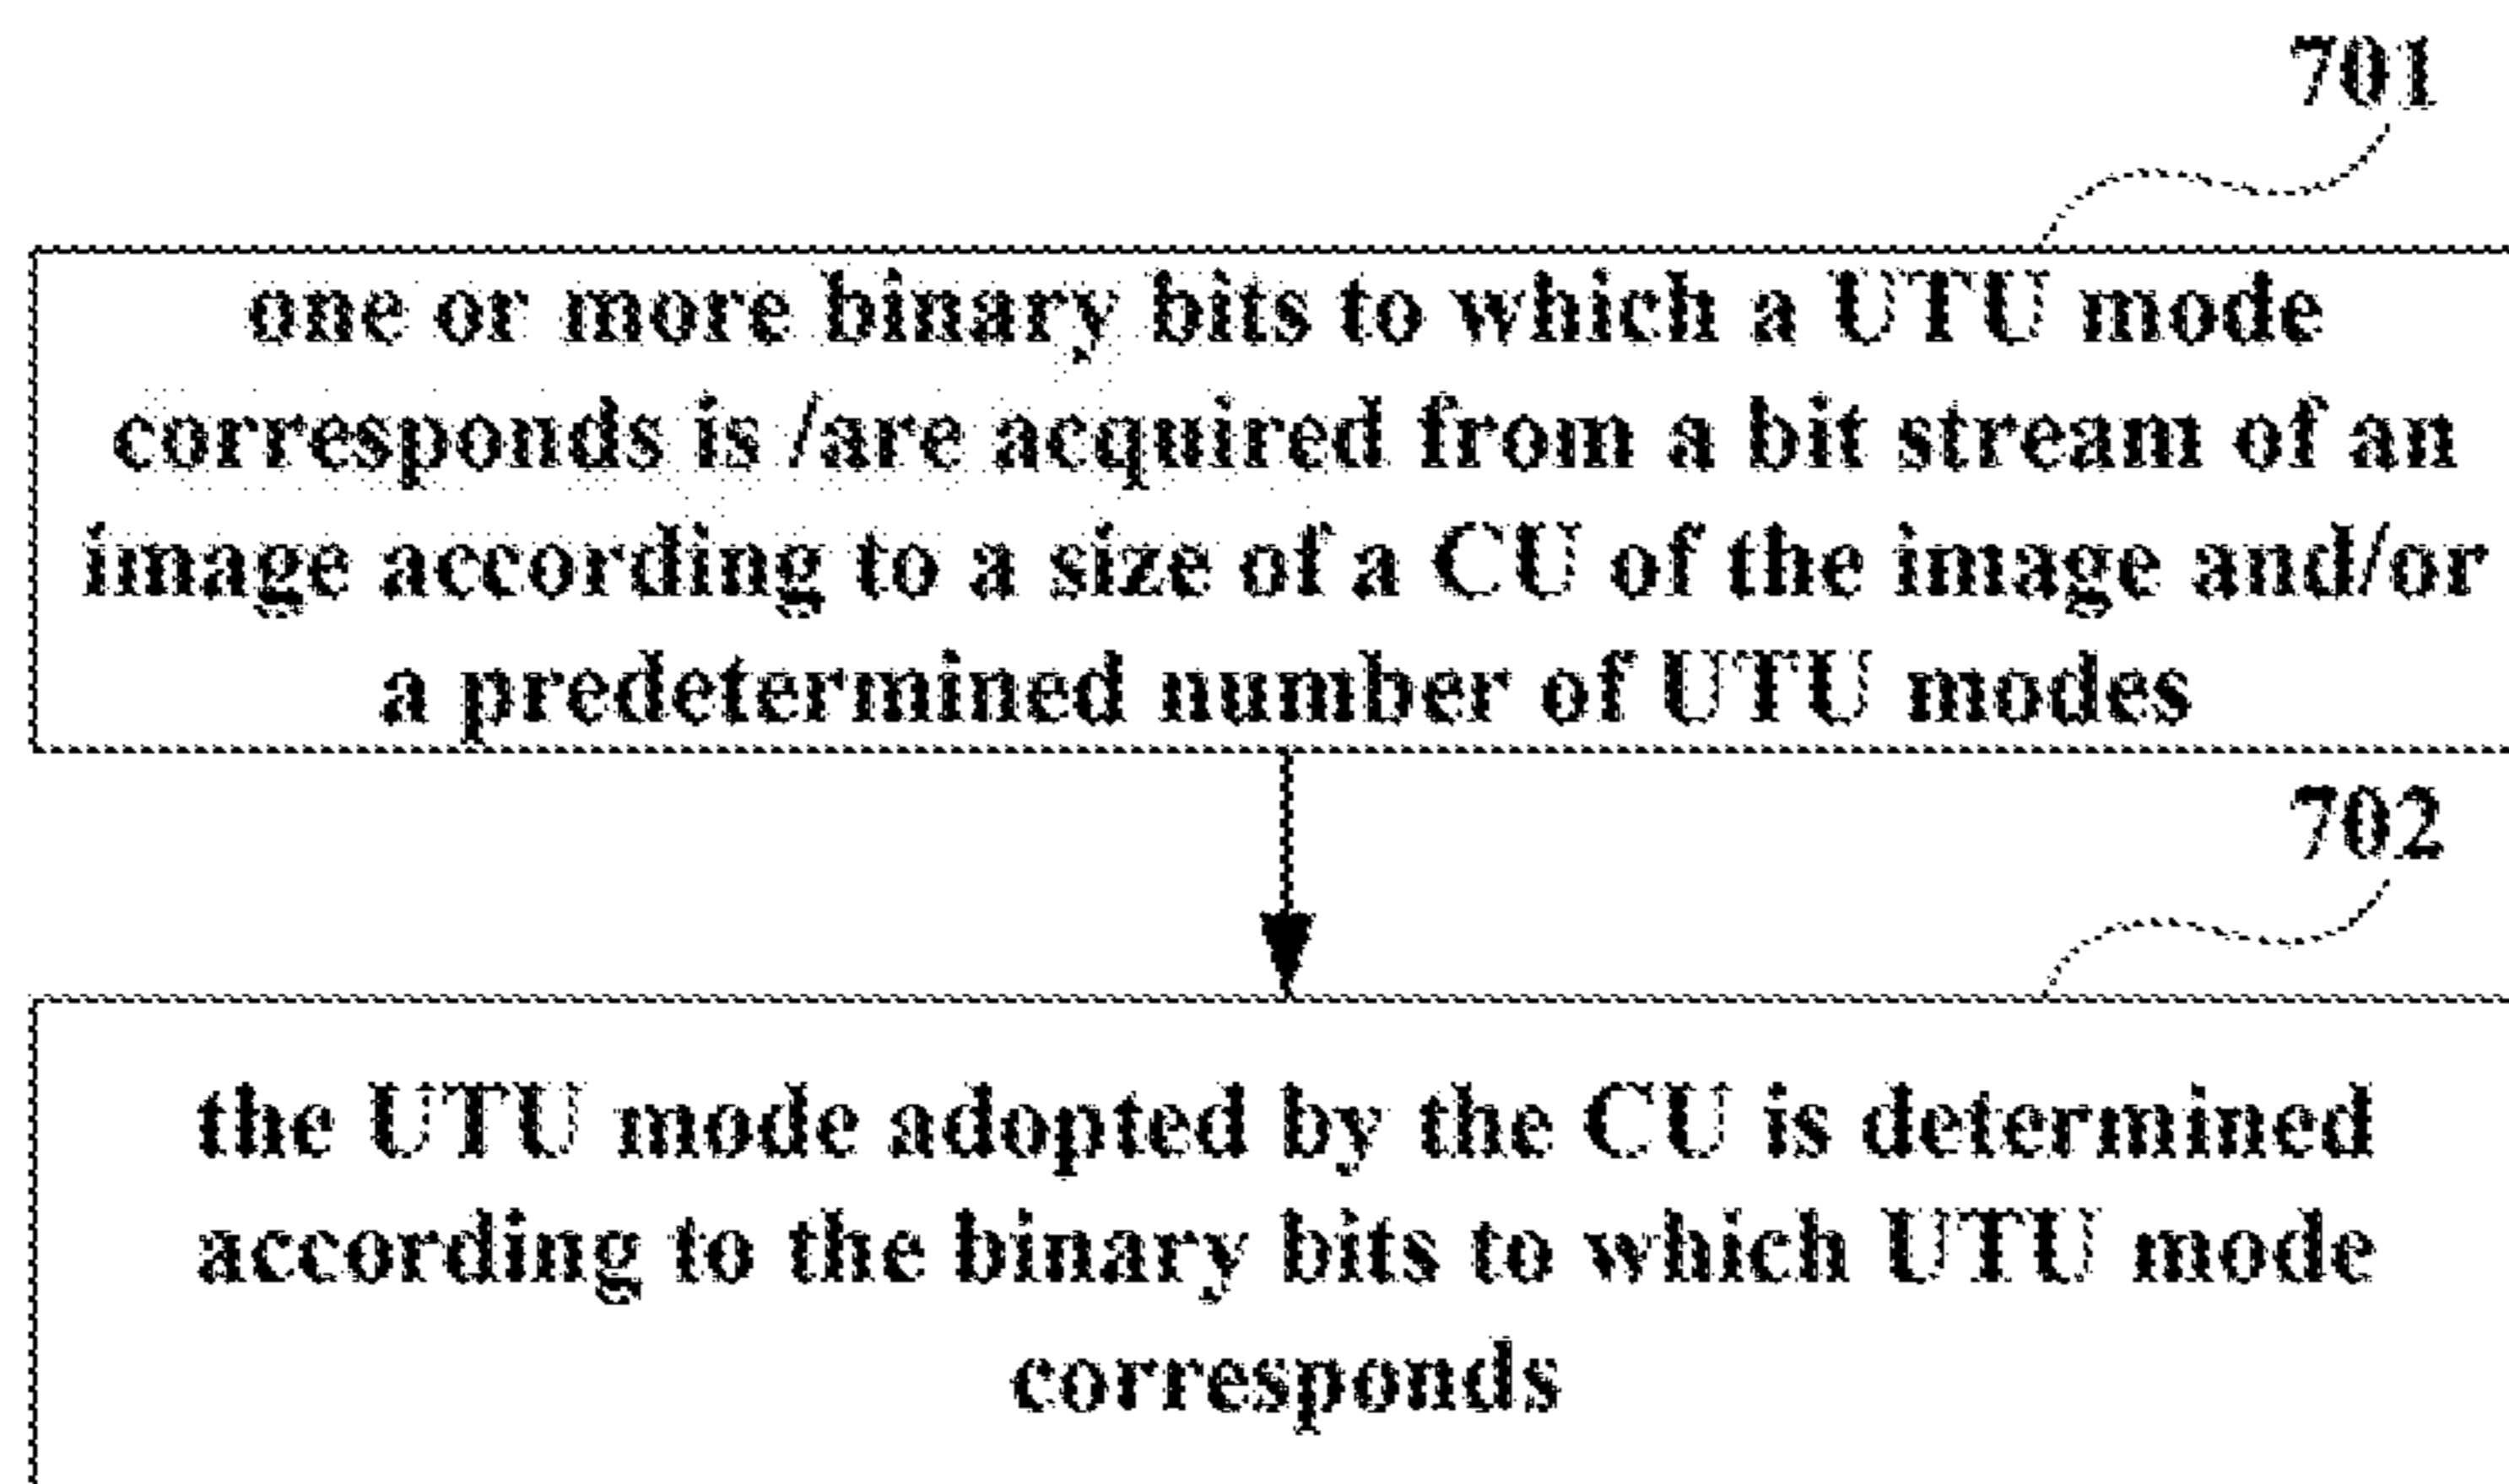 701
one or more binary bits to which a UTU mode
corresponds is /are acquired from a bit stream of an
image according to a size of a CU of the image and/or
a predetermined number of UTU modes
702
the UTU mode adopted by the CU is determined
according to the binary bits to which UTU mode
corresponds